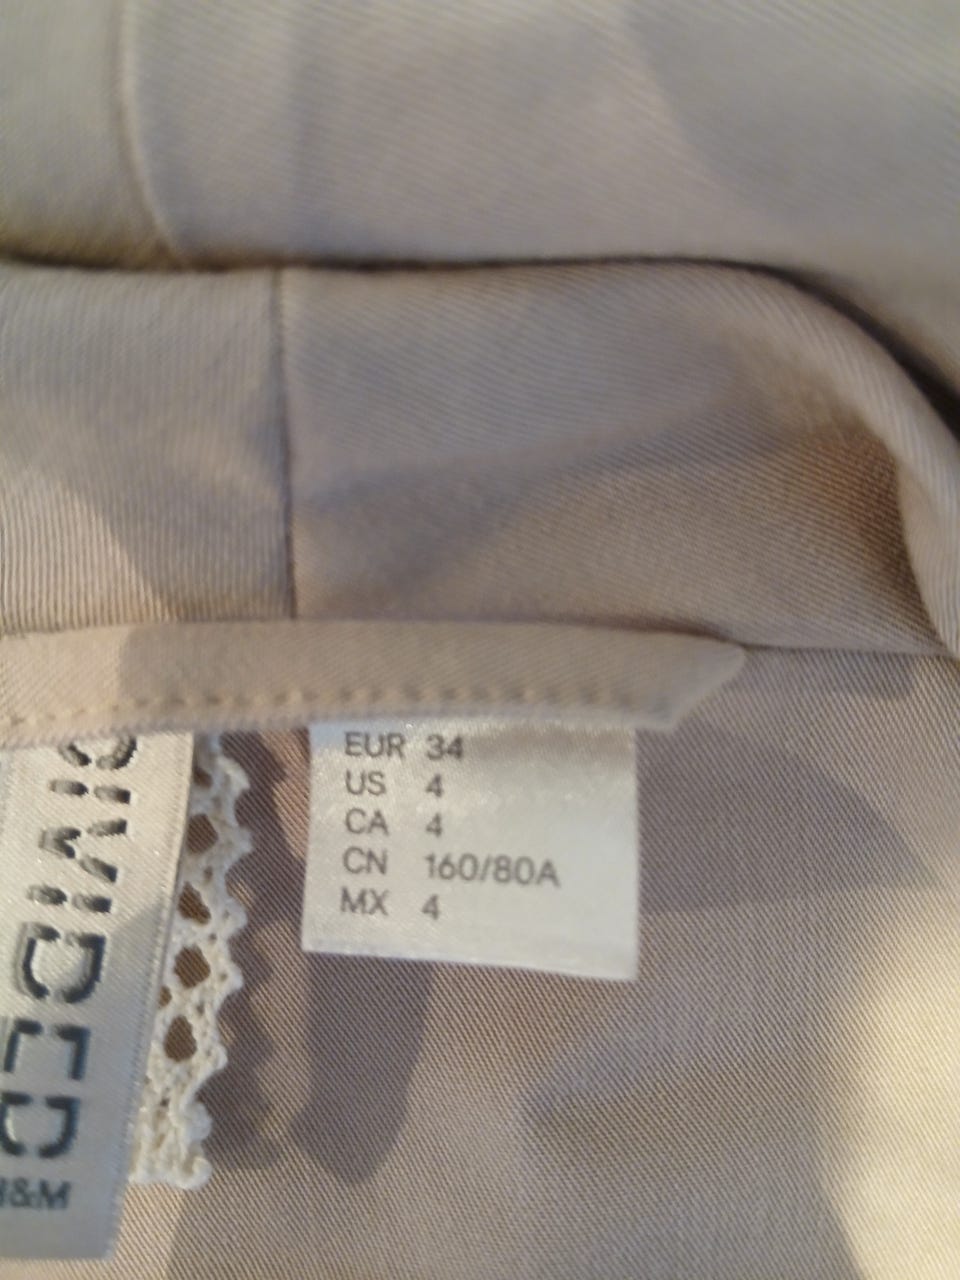 DIVIDED
H&M
EUR 34
US 4
CA 4
CN 160/80A
MX 4